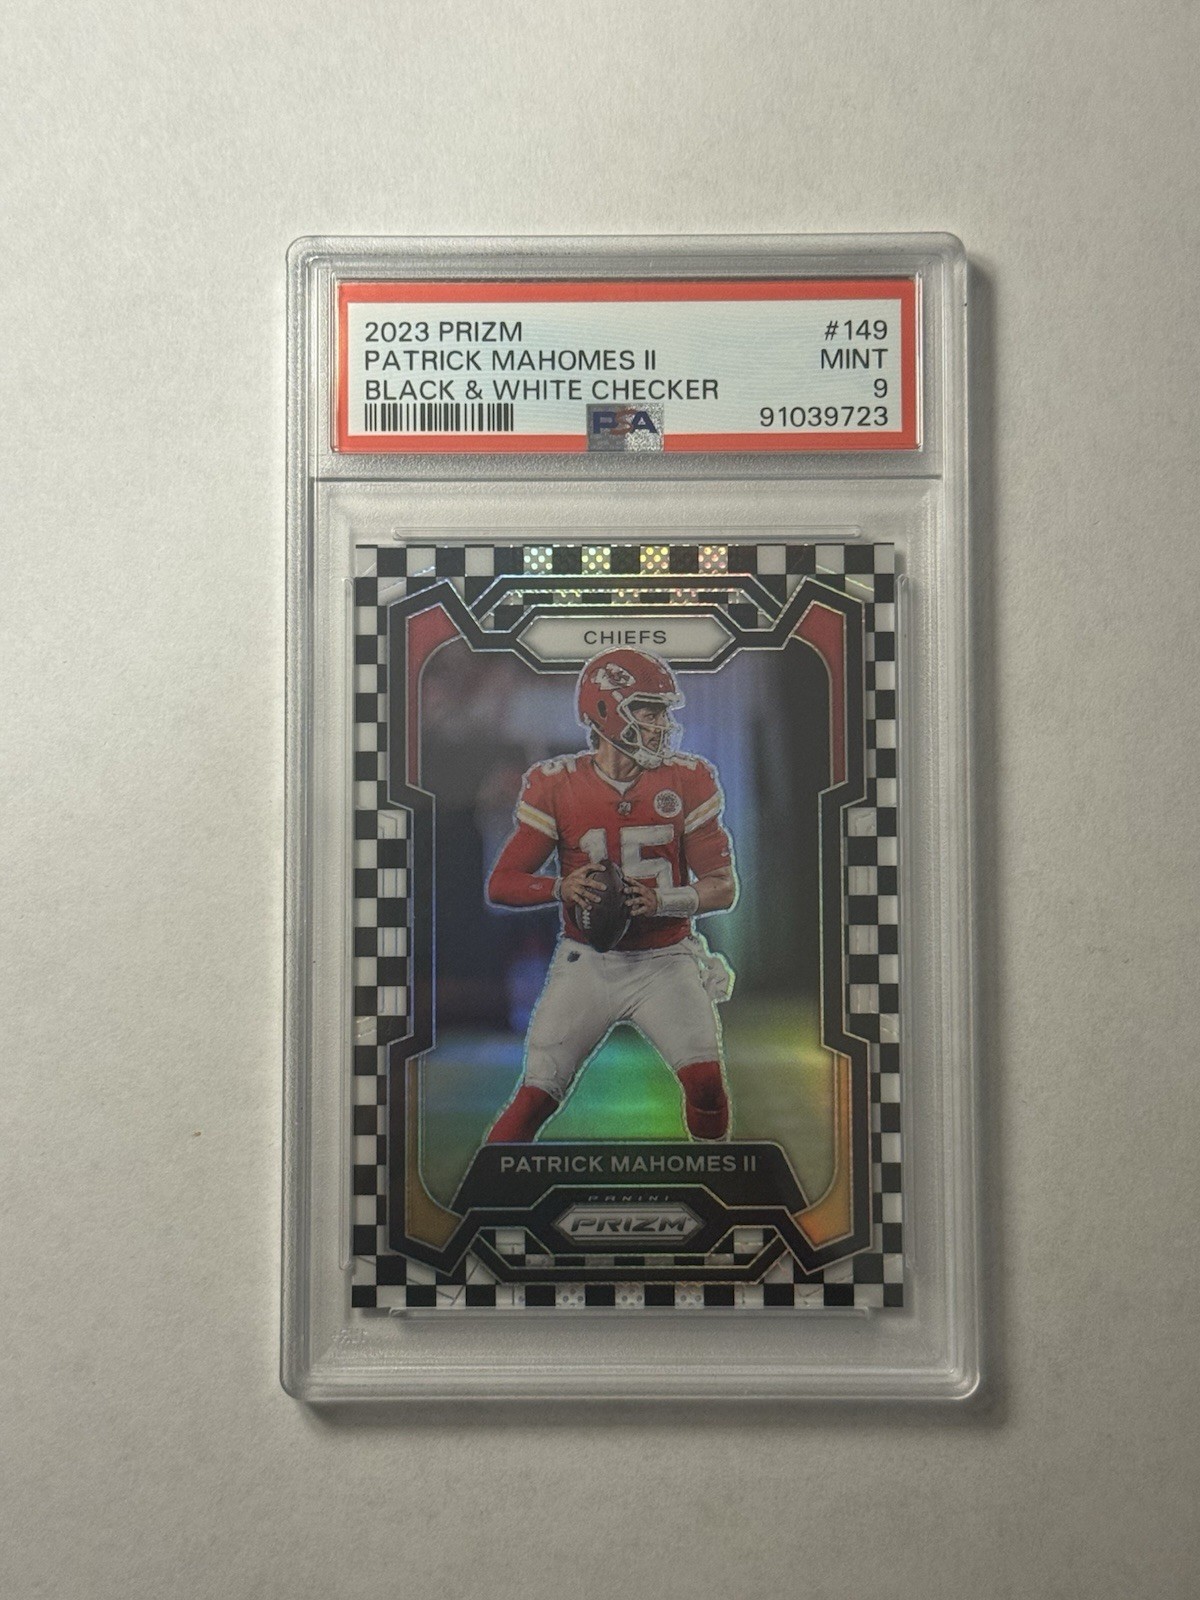 2023 PRIZM #149
PATRICK MAHOMES II MINT
BLACK & WHITE CHECKER 9
PSA 91039723
CHIEFS
15
15
PATRICK MAHOMES II
PANINI
PRIZM